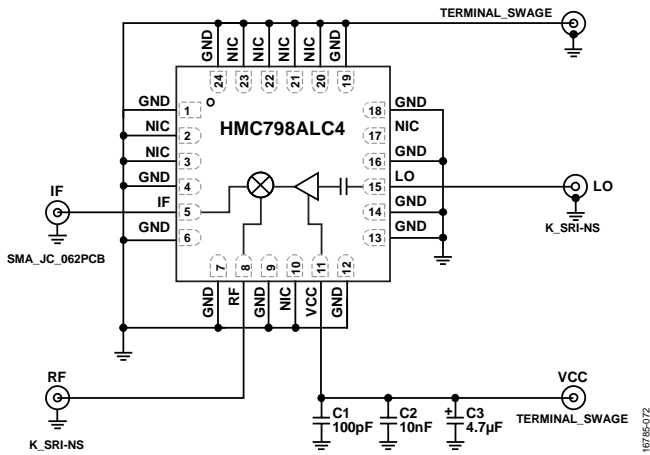 TERMINAL_SWAGE
GND
NIC
NIC
NIC
NIC
GND
24
23
22
21
20
19
HMC798ALC4
GND
1
NIC
2
NIC
3
GND
4
IF
5
GND
6
18
GND
17
NIC
16
GND
15
LO
14
GND
13
GND
IF
SMA_JC_062PCB
LO
K_SRI-NS
7
8
9
10
11
12
GND
RF
GND
NIC
VCC
GND
RF
K_SRI-NS
C1
100pF
C2
10nF
+
C3
4.7µF
VCC
TERMINAL_SWAGE
16785-072